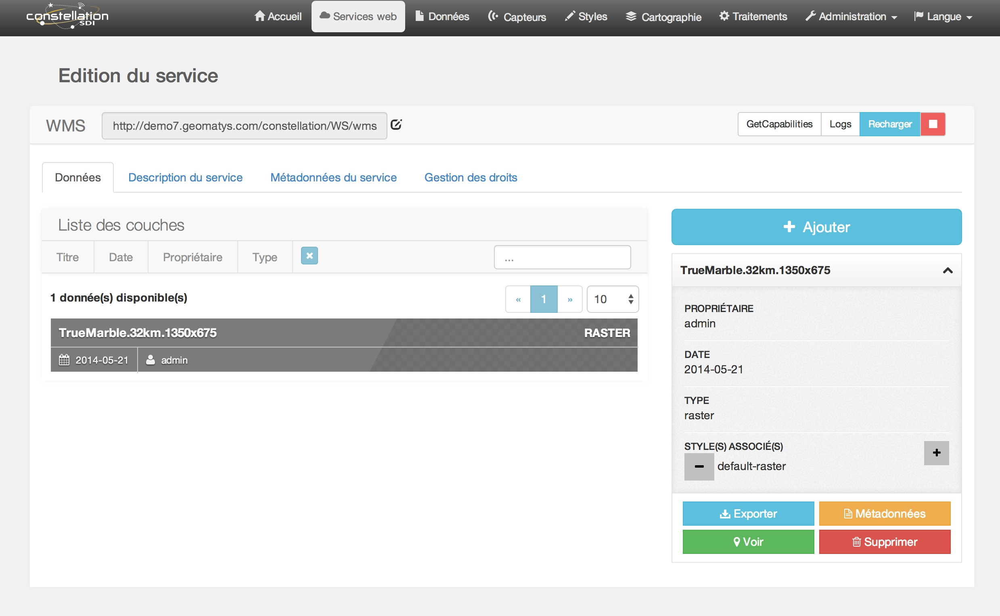 constellation SDI
Accueil Services web Données Capteurs Styles Cartographie Traitements Administration Langue
Edition du service
WMS http://demo7.geomatys.com/constellation/WS/wms GetCapabilities Logs Recharger
Données Description du service Métadonnées du service Gestion des droits
Liste des couches
Titre Date Propriétaire Type ...
1 donnée(s) disponible(s) « 1 » 10
TrueMarble.32km.1350x675 RASTER
2014-05-21 admin
+ Ajouter
TrueMarble.32km.1350x675
PROPRIÉTAIRE
admin
DATE
2014-05-21
TYPE
raster
STYLE(S) ASSOCIÉ(S)
default-raster
Exporter Métadonnées
Voir Supprimer